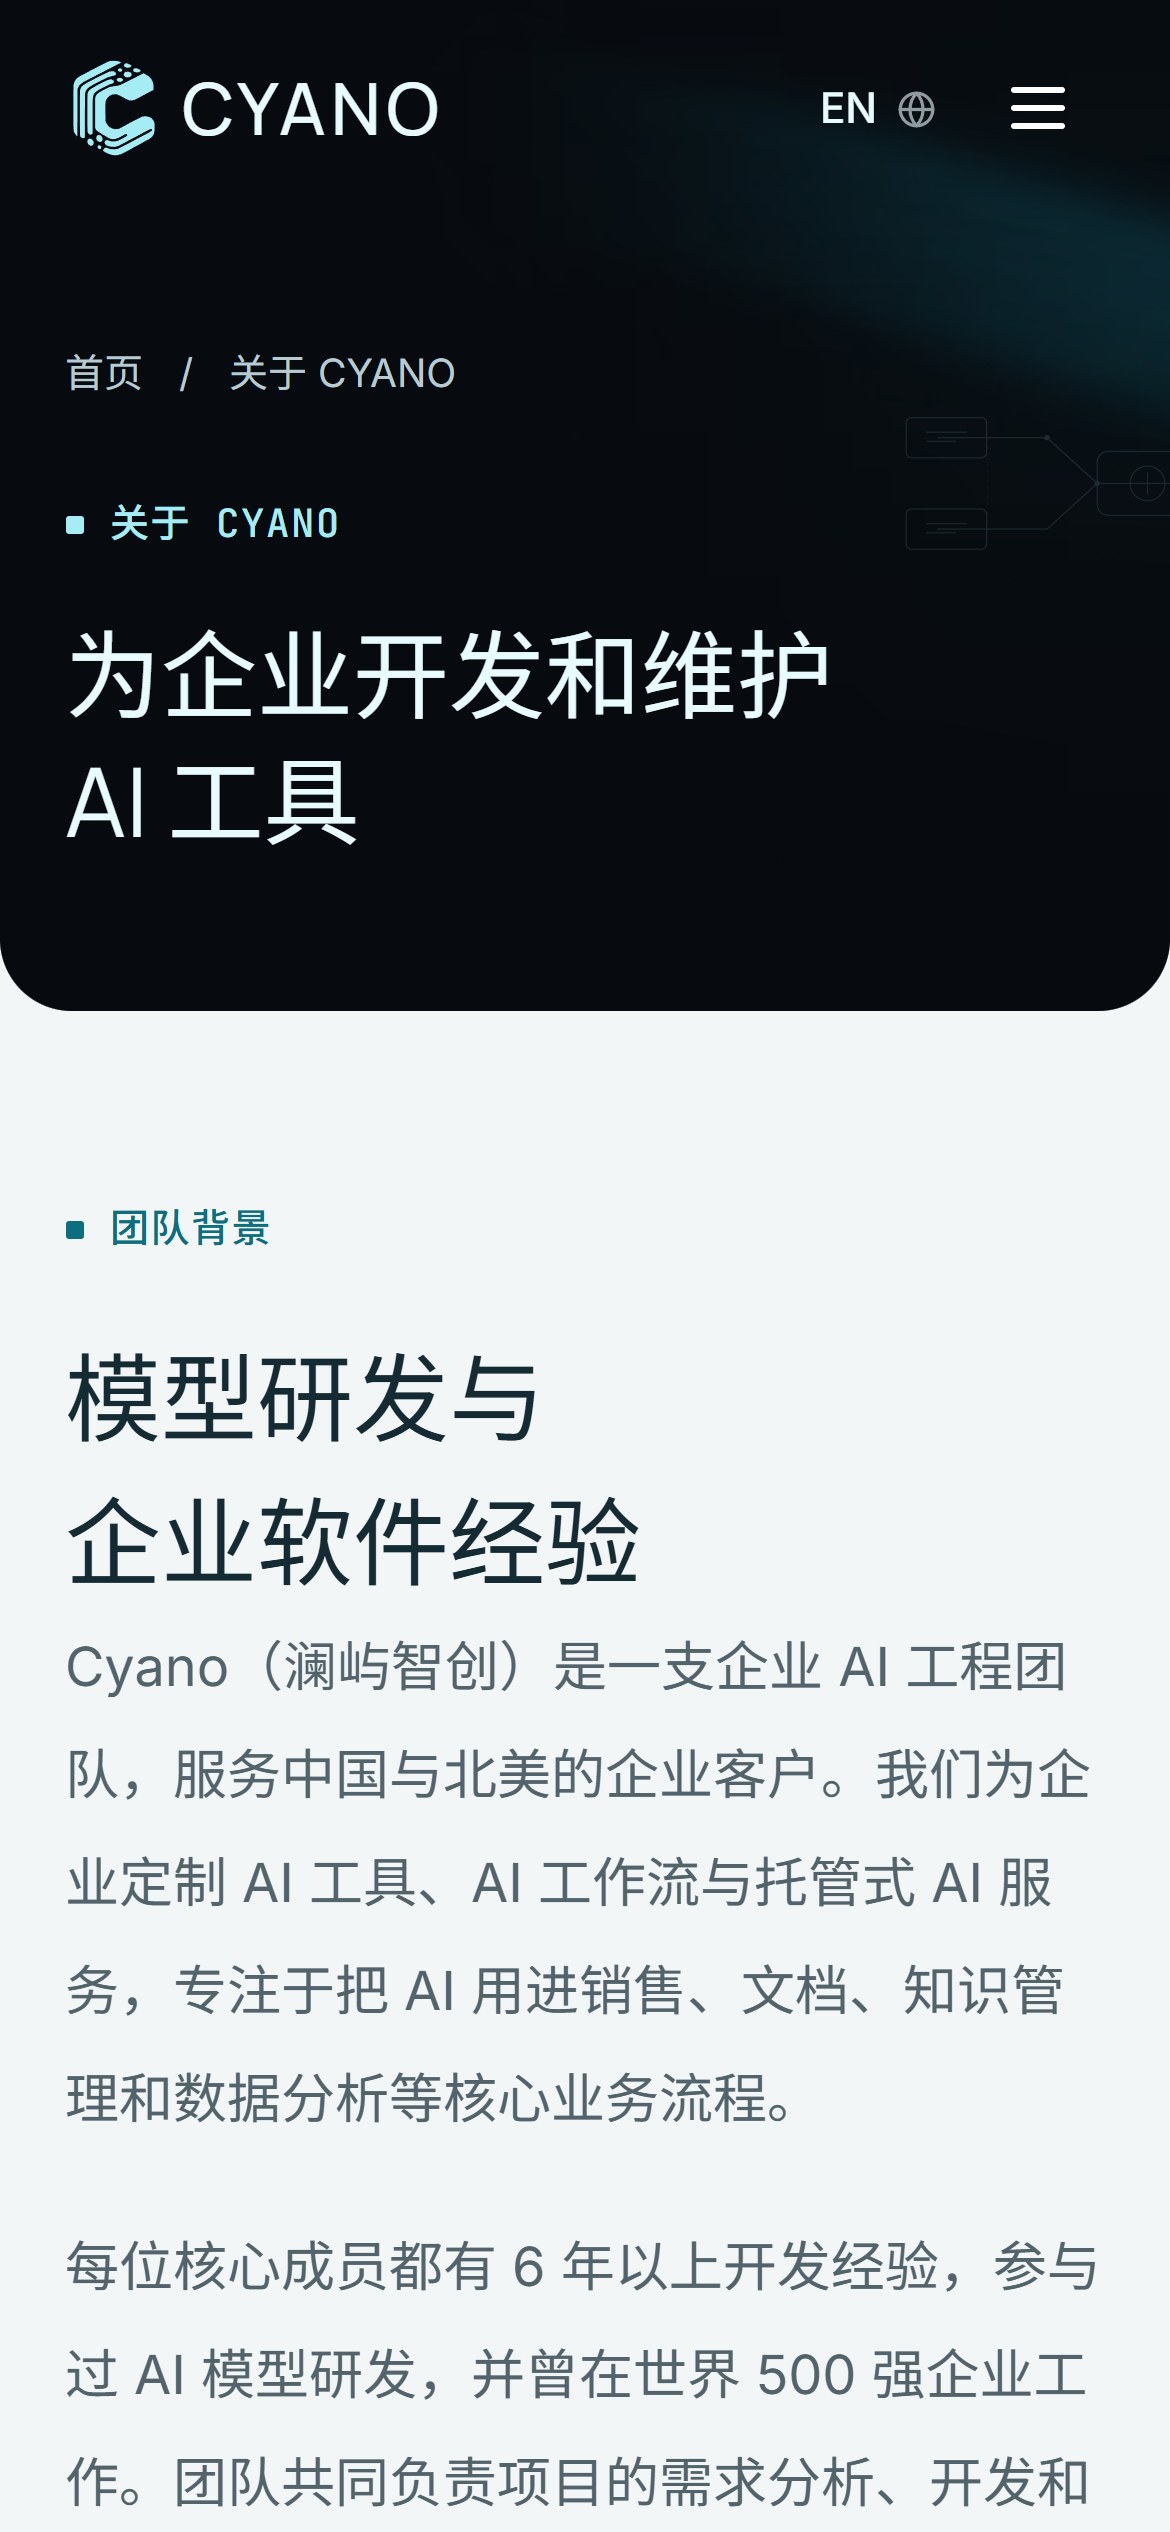 CYANO
EN
首页 / 关于 CYANO
关于 CYANO
为企业开发和维护
AI 工具
团队背景
模型研发与
企业软件经验
Cyano（澜屿智创）是一支企业 AI 工程团
队，服务中国与北美的企业客户。我们为企
业定制 AI 工具、AI 工作流与托管式 AI 服
务，专注于把 AI 用进销售、文档、知识管
理和数据分析等核心业务流程。
每位核心成员都有 6 年以上开发经验，参与
过 AI 模型研发，并曾在世界 500 强企业工
作。团队共同负责项目的需求分析、开发和